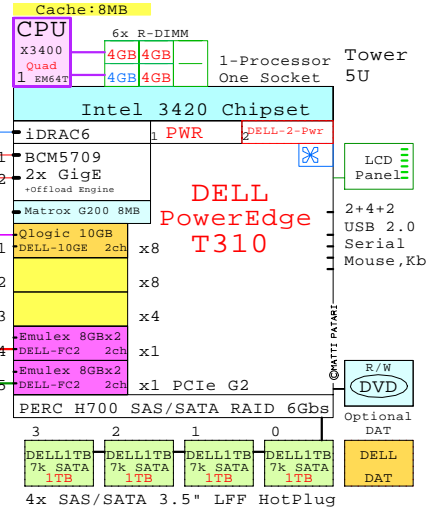 Cache:8MB
CPU
X3400
Quad
1 EM64T
6x R-DIMM
4GB 4GB
4GB 4GB
1-Processor
One Socket
Tower
5U
Intel 3420 Chipset
iDRAC6
1 PWR
2 DELL-2-Pwr
1 BCM5709
2 2x GigE
+Offload Engine
LCD
Panel
DELL
PowerEdge
T310
Matrox G200 8MB
2+4+2
USB 2.0
Serial
Mouse,Kb
Qlogic 10GB
1 DELL-10GE 2ch x8
2 x8
3 x4
Emulex 8GBx2
4 DELL-FC2 2ch x1
Emulex 8GBx2
5 DELL-FC2 2ch x1 PCIe G2
©MATTI PATARI
R/W
DVD
PERC H700 SAS/SATA RAID 6Gbs
Optional
DAT
3 2 1 0
DELL1TB DELL1TB DELL1TB DELL1TB
7k SATA 7k SATA 7k SATA 7k SATA
1TB 1TB 1TB 1TB
DELL
DAT
4x SAS/SATA 3.5" LFF HotPlug